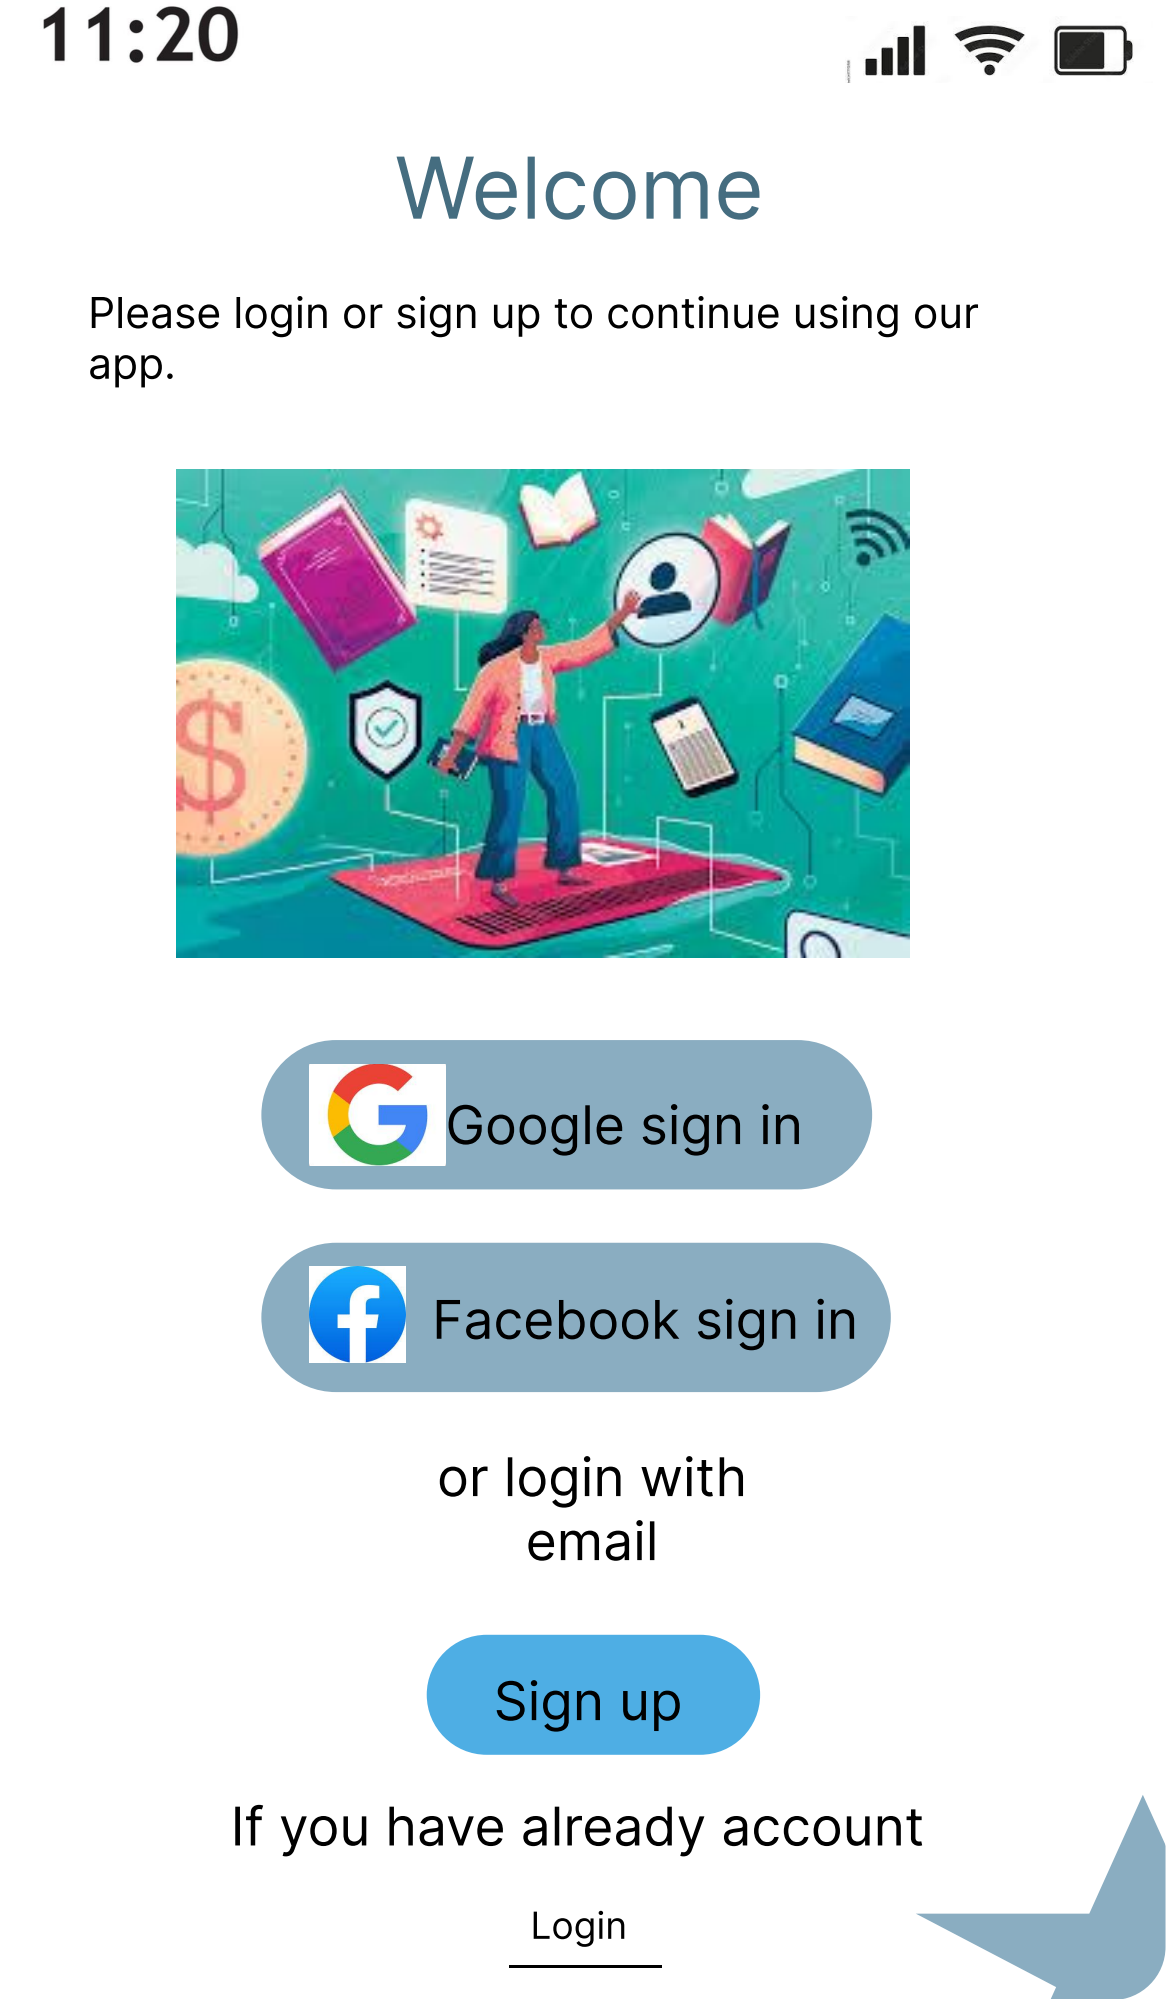 11:20
Welcome
Please login or sign up to continue using our
app.
$
Google sign in
Facebook sign in
or login with
email
Sign up
If you have already account
Login